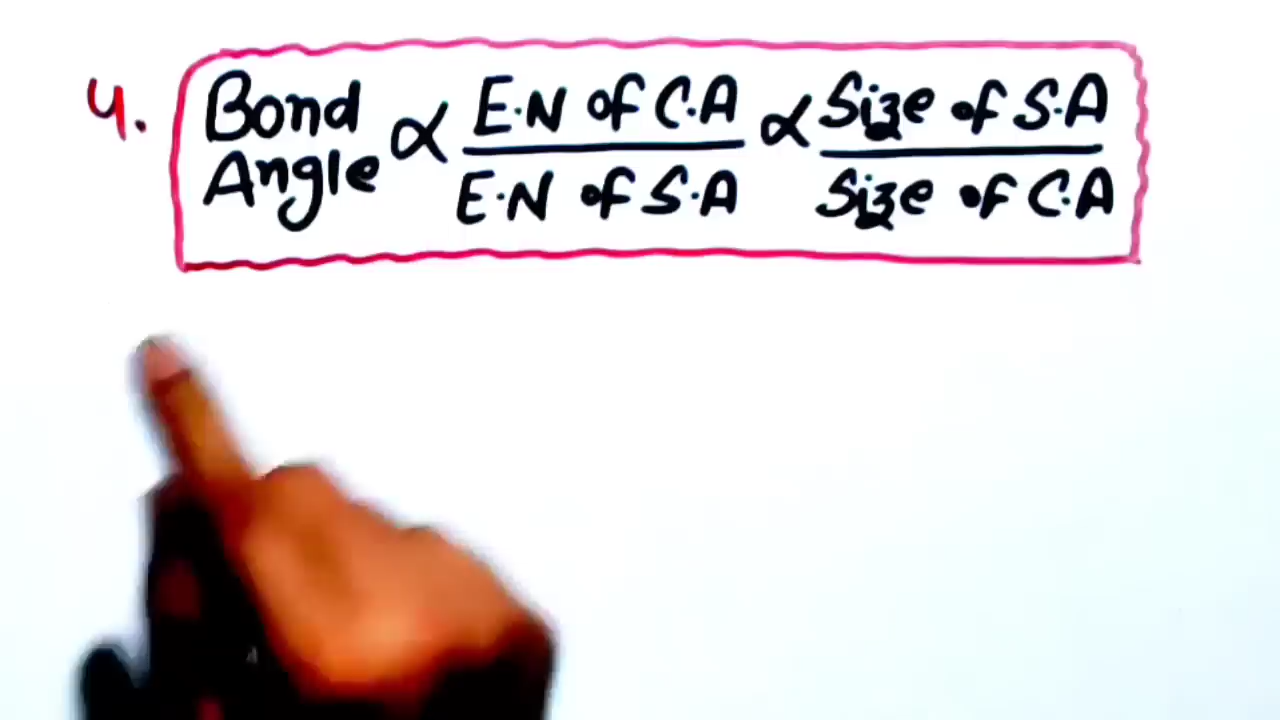 4. Bond Angle ∝ E.N of C.A / E.N of S.A ∝ Size of S.A / Size of C.A